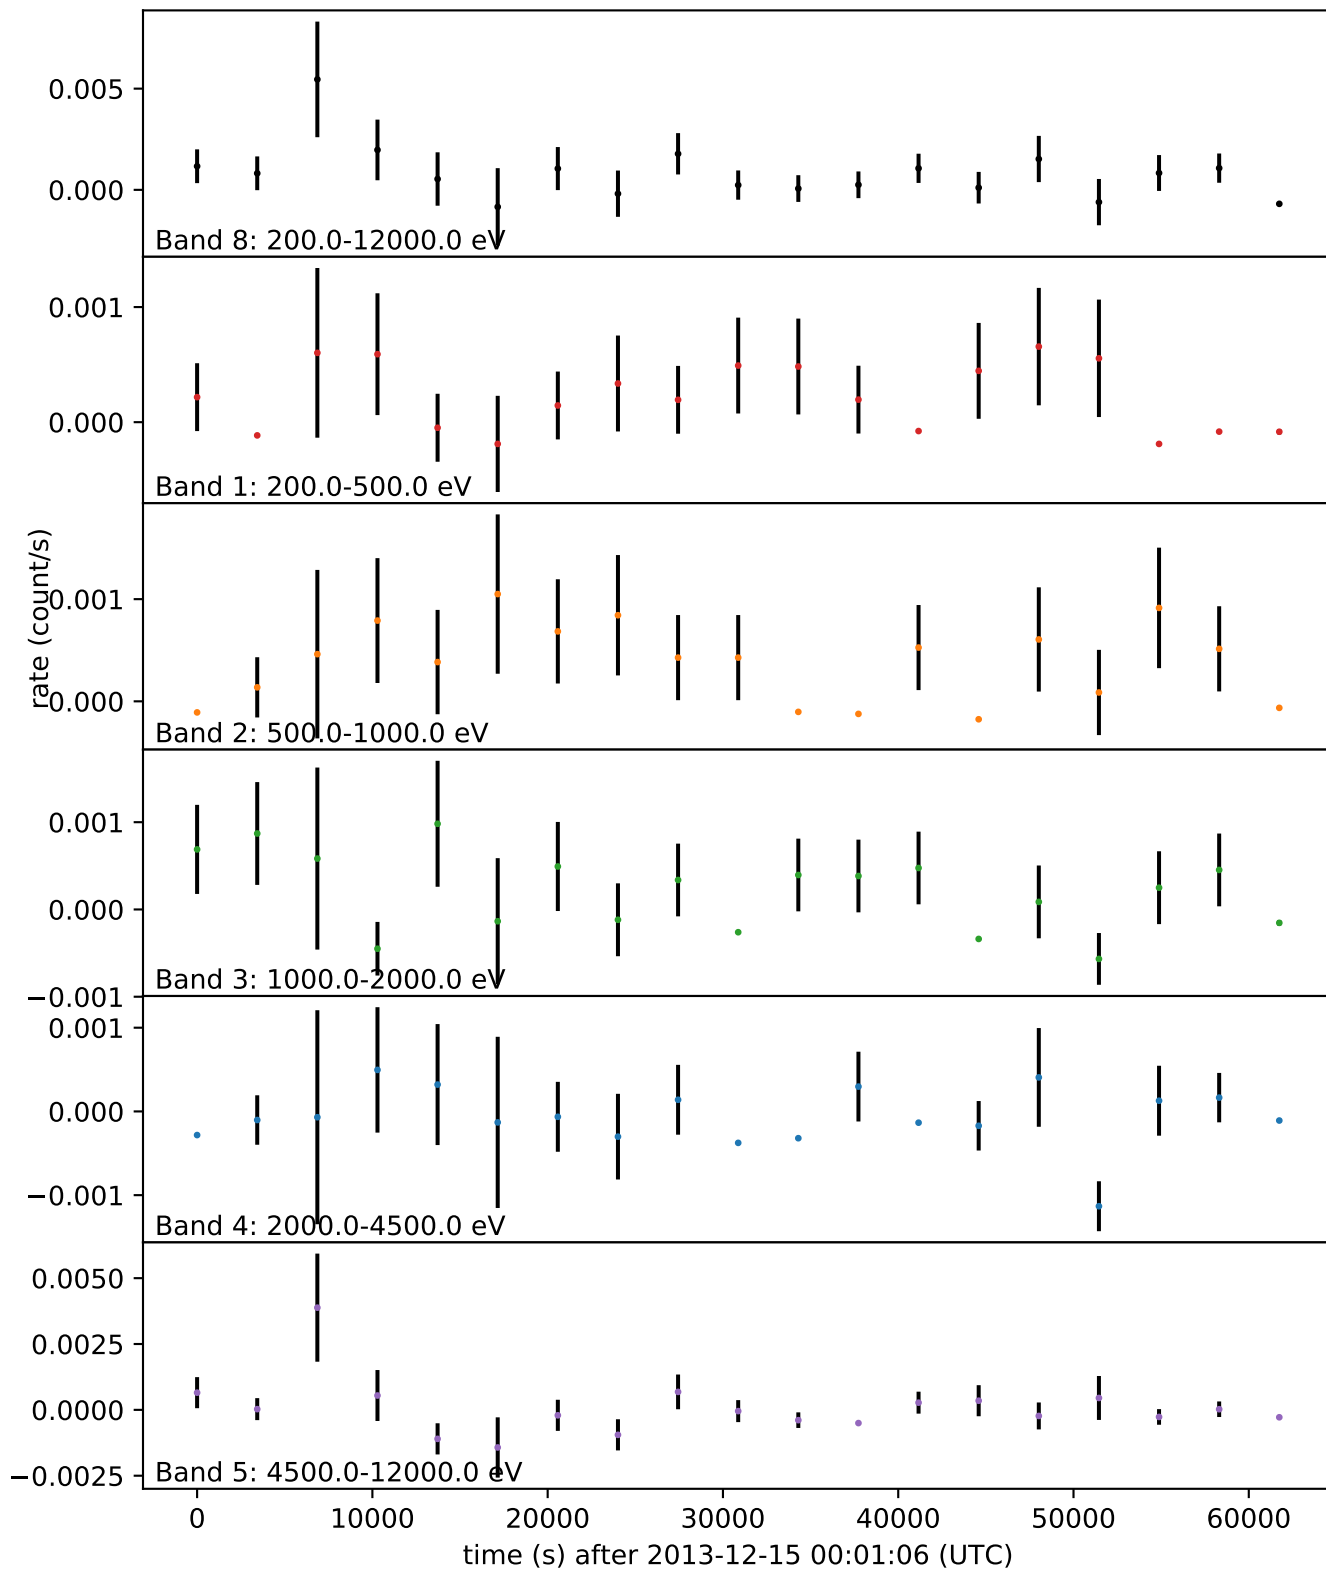 0.005
0.000
Band 8: 200.0-12000.0 eV
0.001
0.000
Band 1: 200.0-500.0 eV
rate (count/s)
0.001
0.000
Band 2: 500.0-1000.0 eV
0.001
0.000
−0.001
Band 3: 1000.0-2000.0 eV
0.001
0.000
−0.001
Band 4: 2000.0-4500.0 eV
0.0050
0.0025
0.0000
−0.0025
Band 5: 4500.0-12000.0 eV
0 10000 20000 30000 40000 50000 60000
time (s) after 2013-12-15 00:01:06 (UTC)